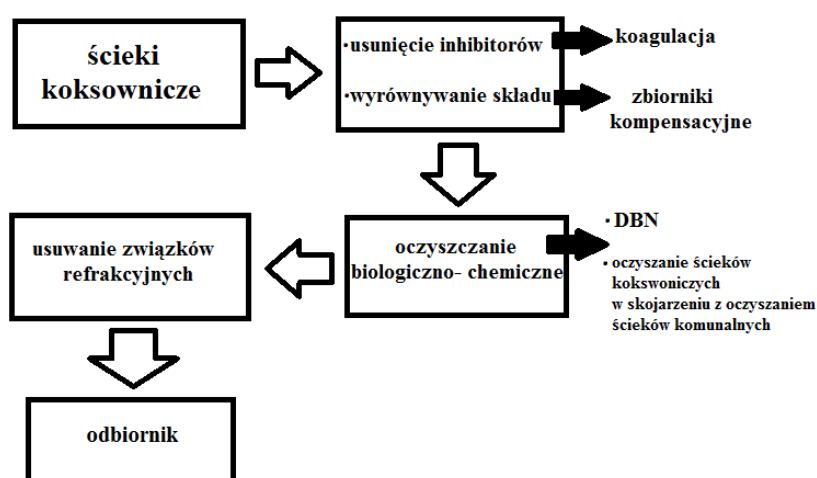 ścieki
koksownicze
·usunięcie inhibitorów
·wyrównywanie składu
koagulacja
zbiorniki
kompensacyjne
oczyszczanie
biologiczno- chemiczne
· DBN
· oczyszanie ścieków
kokswoniczych
w skojarzeniu z oczyszaniem
ścieków komunalnych
usuwanie związków
refrakcyjnych
odbiornik